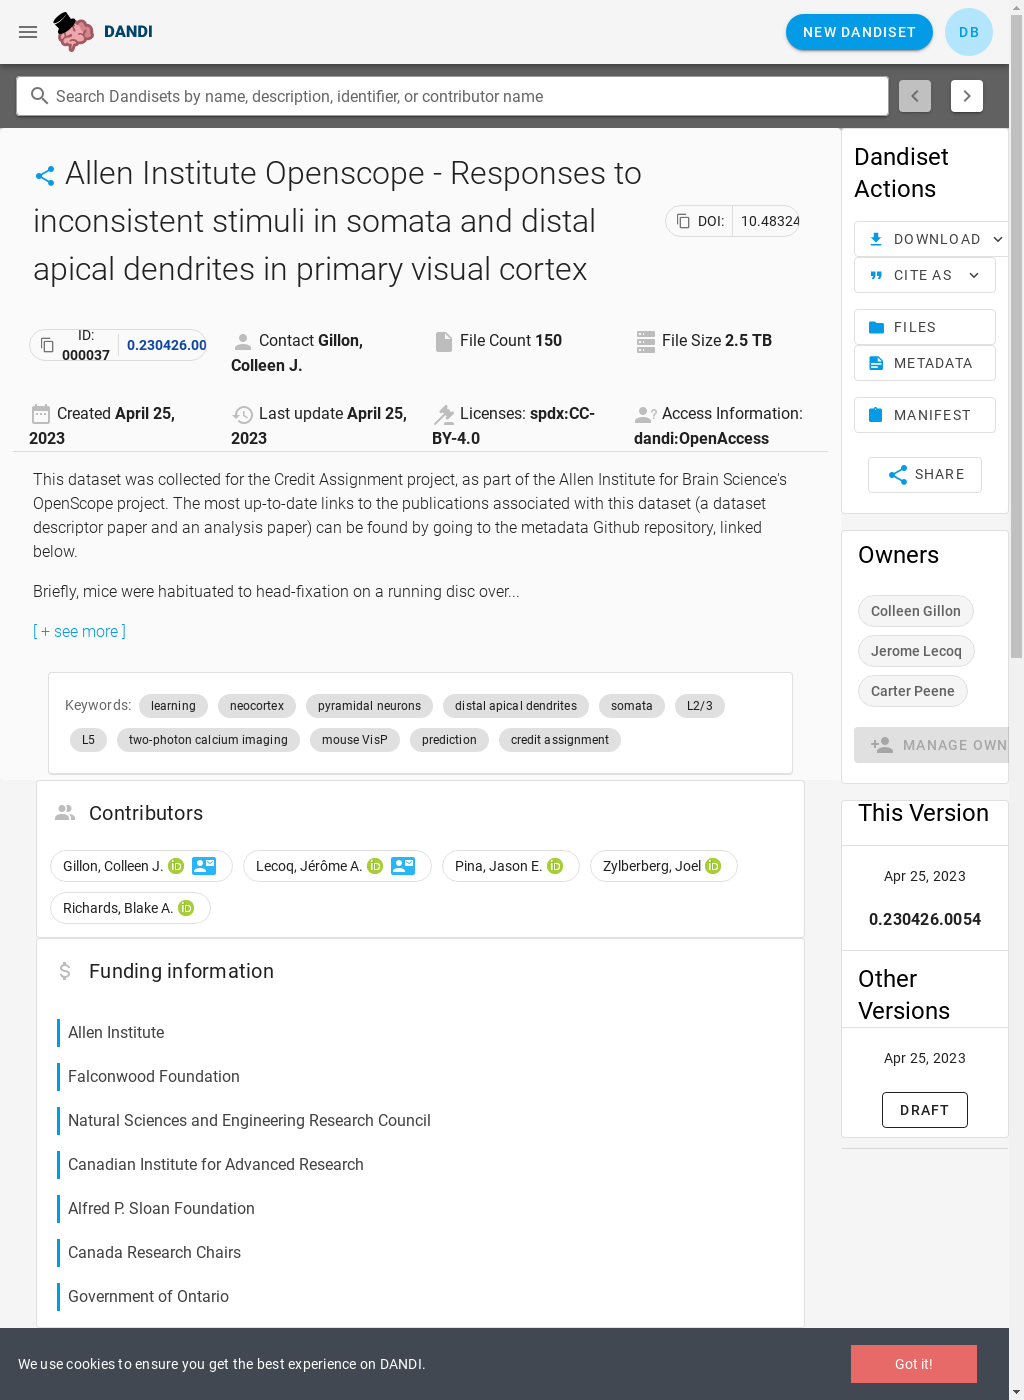 DANDI
NEW DANDISET
DB
Search Dandisets by name, description, identifier, or contributor name
Allen Institute Openscope - Responses to
inconsistent stimuli in somata and distal
apical dendrites in primary visual cortex
DOI: 10.48324
ID:
000037
0.230426.00
Contact Gillon,
Colleen J.
File Count 150
File Size 2.5 TB
Created April 25,
2023
Last update April 25,
2023
Licenses: spdx:CC-
BY-4.0
Access Information:
dandi:OpenAccess
This dataset was collected for the Credit Assignment project, as part of the Allen Institute for Brain Science's
OpenScope project. The most up-to-date links to the publications associated with this dataset (a dataset
descriptor paper and an analysis paper) can be found by going to the metadata Github repository, linked
below.
Briefly, mice were habituated to head-fixation on a running disc over...
[ + see more ]
Keywords: learning neocortex pyramidal neurons distal apical dendrites somata L2/3
L5 two-photon calcium imaging mouse VisP prediction credit assignment
Contributors
Gillon, Colleen J. iD Lecoq, Jérôme A. iD Pina, Jason E. iD Zylberberg, Joel iD
Richards, Blake A. iD
Funding information
Allen Institute
Falconwood Foundation
Natural Sciences and Engineering Research Council
Canadian Institute for Advanced Research
Alfred P. Sloan Foundation
Canada Research Chairs
Government of Ontario
Dandiset
Actions
DOWNLOAD
CITE AS
FILES
METADATA
MANIFEST
SHARE
Owners
Colleen Gillon
Jerome Lecoq
Carter Peene
MANAGE OWN
This Version
Apr 25, 2023
0.230426.0054
Other
Versions
Apr 25, 2023
DRAFT
We use cookies to ensure you get the best experience on DANDI.
Got it!